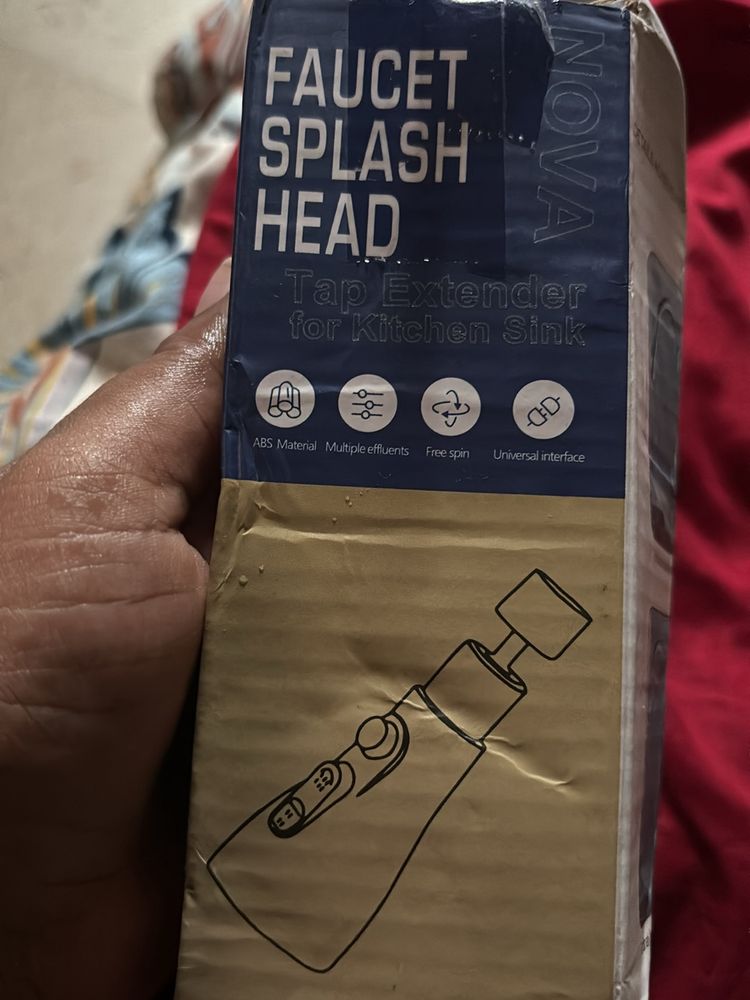 FAUCET
SPLASH
HEAD
NOVA
Tap Extender
for Kitchen Sink
ABS Material
Multiple effluents
Free spin
Universal interface